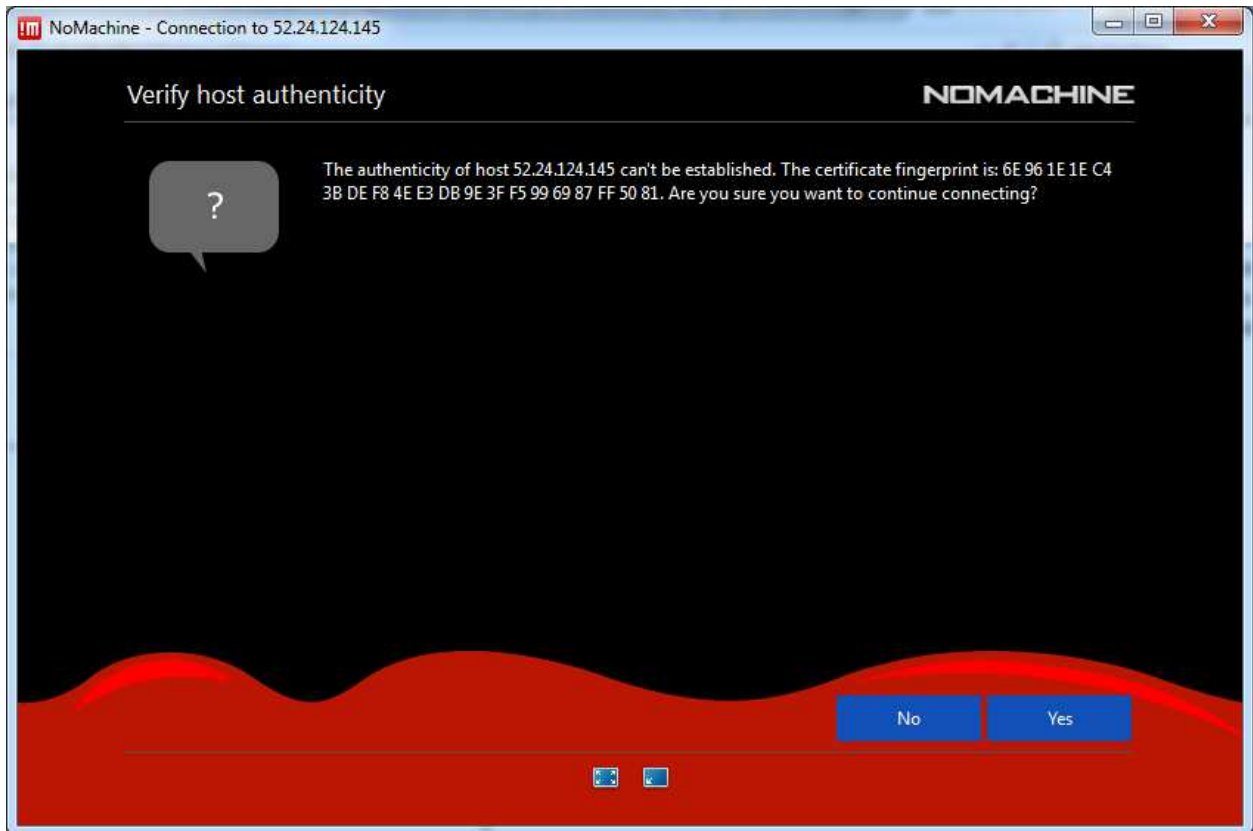 !M NoMachine - Connection to 52.24.124.145
Verify host authenticity
NOMACHINE
?
The authenticity of host 52.24.124.145 can't be established. The certificate fingerprint is: 6E 96 1E 1E C4
3B DE F8 4E E3 DB 9E 3F F5 99 69 87 FF 50 81. Are you sure you want to continue connecting?
No
Yes